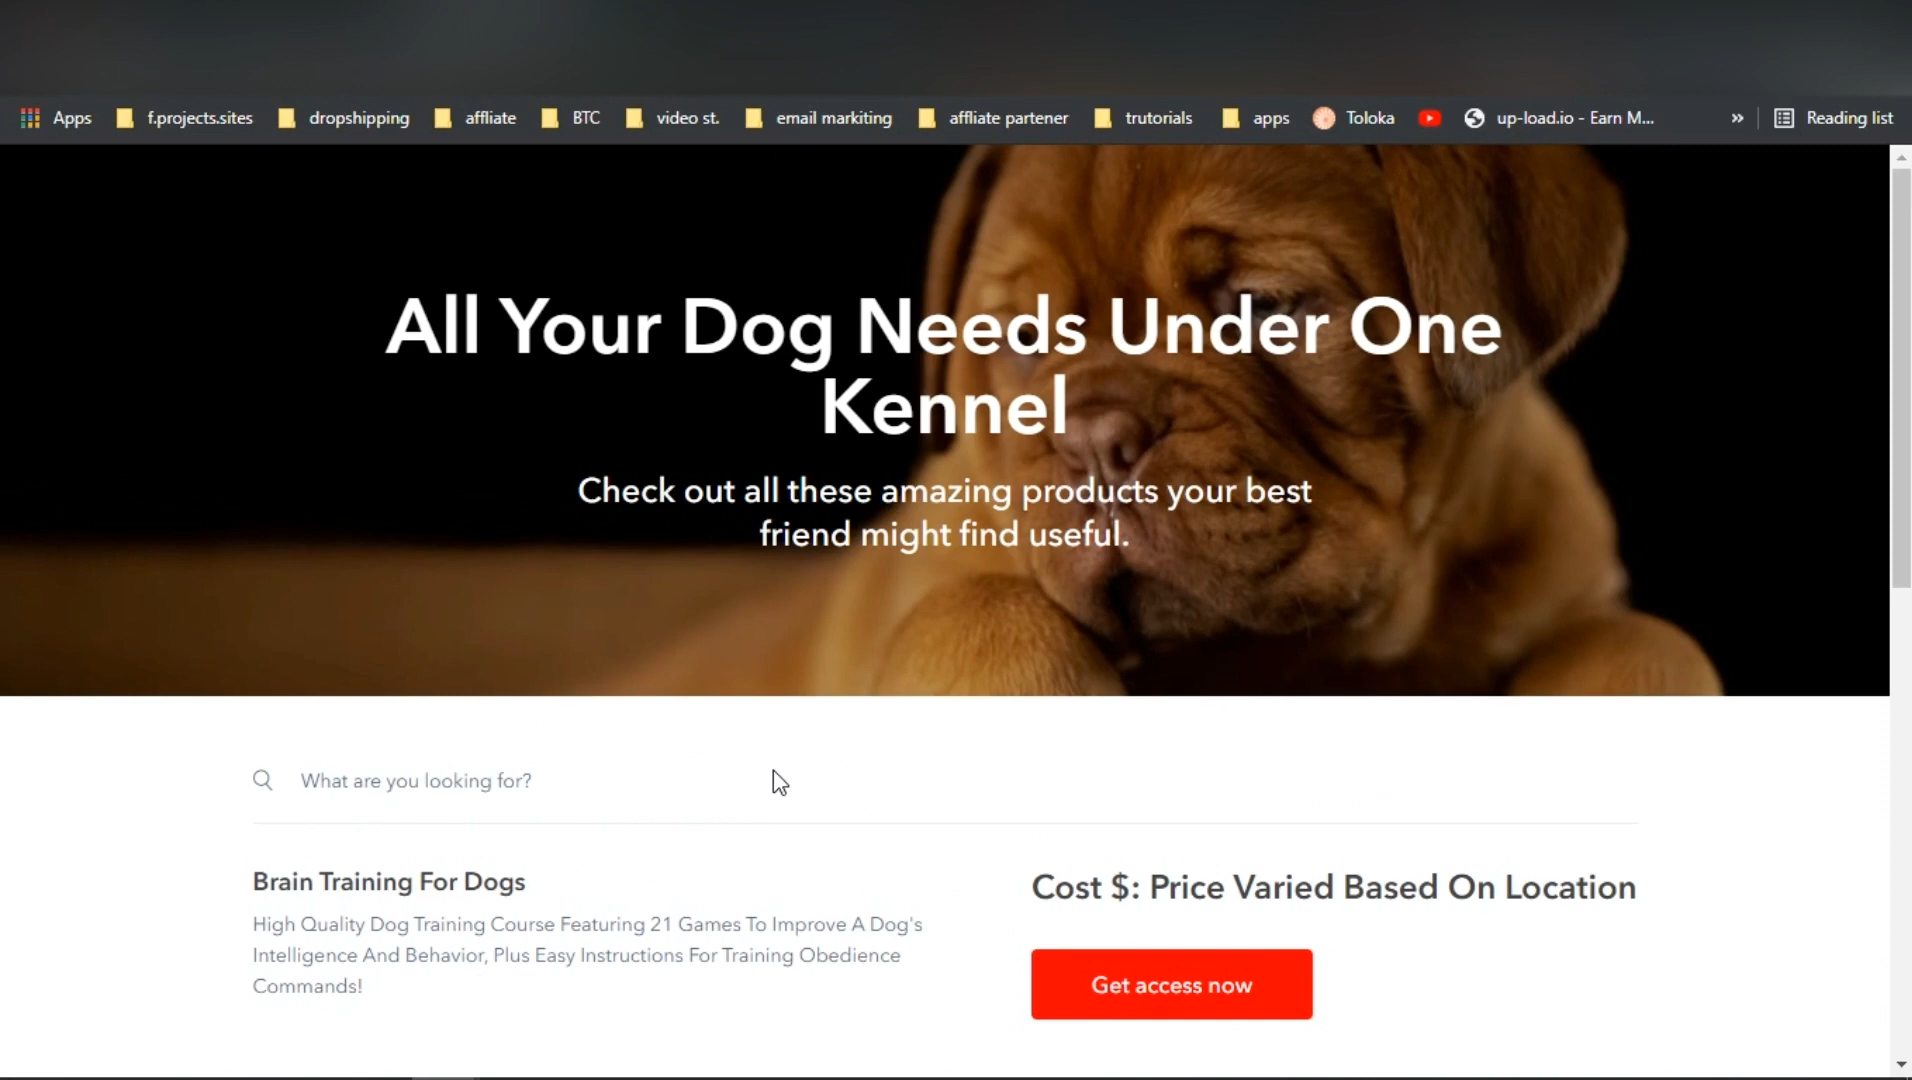 Apps f.projects.sites dropshipping affliate BTC video st. email markiting affliate partener trutorials apps Toloka up-load.io - Earn M... » Reading list
All Your Dog Needs Under One
Kennel
Check out all these amazing products your best
friend might find useful.
What are you looking for?
Brain Training For Dogs
High Quality Dog Training Course Featuring 21 Games To Improve A Dog's
Intelligence And Behavior, Plus Easy Instructions For Training Obedience
Commands!
Cost $: Price Varied Based On Location
Get access now